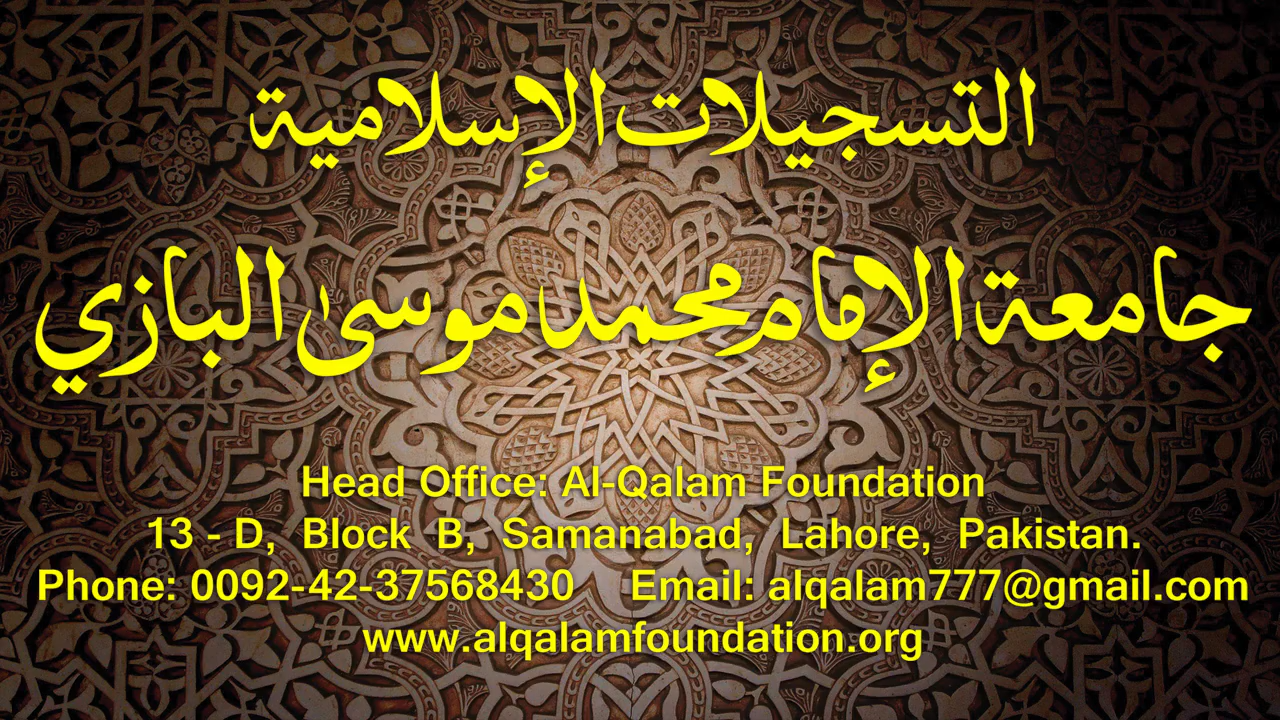 التسجيلات الإسلامية
جامعة الإمام محمد موسى البازي
Head Office: Al-Qalam Foundation
13 - D, Block B, Samanabad, Lahore, Pakistan.
Phone: 0092-42-37568430 Email: alqalam777@gmail.com
www.alqalamfoundation.org